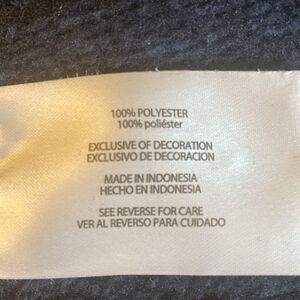 100% POLYESTER
100% poliéster
EXCLUSIVE OF DECORATION
EXCLUSIVO DE DECORACION
MADE IN INDONESIA
HECHO EN INDONESIA
SEE REVERSE FOR CARE
VER AL REVERSO PARA CUIDADO